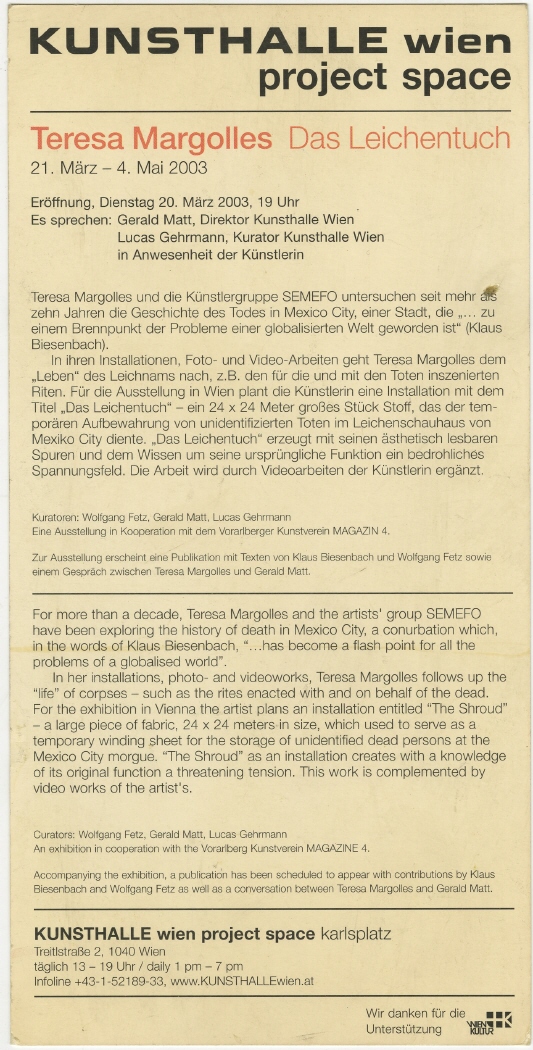 KUNSTHALLE wien
project space
Teresa Margolles Das Leichentuch
21. März – 4. Mai 2003
Eröffnung, Dienstag 20. März 2003, 19 Uhr
Es sprechen: Gerald Matt, Direktor Kunsthalle Wien
Lucas Gehrmann, Kurator Kunsthalle Wien
in Anwesenheit der Künstlerin
Teresa Margolles und die Künstlergruppe SEMEFO untersuchen seit mehr als
zehn Jahren die Geschichte des Todes in Mexico City, einer Stadt, die „... zu
einem Brennpunkt der Probleme einer globalisierten Welt geworden ist“ (Klaus
Biesenbach).
In ihren Installationen, Foto- und Video-Arbeiten geht Teresa Margolles dem
„Leben“ des Leichnams nach, z.B. den für die und mit den Toten inszenierten
Riten. Für die Ausstellung in Wien plant die Künstlerin eine Installation mit dem
Titel „Das Leichentuch“ – ein 24 x 24 Meter großes Stück Stoff, das der tem-
porären Aufbewahrung von unidentifizierten Toten im Leichenschauhaus von
Mexiko City diente. „Das Leichentuch“ erzeugt mit seinen ästhetisch lesbaren
Spuren und dem Wissen um seine ursprüngliche Funktion ein bedrohliches
Spannungsfeld. Die Arbeit wird durch Videoarbeiten der Künstlerin ergänzt.
Kuratoren: Wolfgang Fetz, Gerald Matt, Lucas Gehrmann
Eine Ausstellung in Kooperation mit dem Vorarlberger Kunstverein MAGAZIN 4.
Zur Ausstellung erscheint eine Publikation mit Texten von Klaus Biesenbach und Wolfgang Fetz sowie
einem Gespräch zwischen Teresa Margolles und Gerald Matt.
For more than a decade, Teresa Margolles and the artists' group SEMEFO
have been exploring the history of death in Mexico City, a conurbation which,
in the words of Klaus Biesenbach, “...has become a flash point for all the
problems of a globalised world”.
In her installations, photo- and videoworks, Teresa Margolles follows up the
“life” of corpses – such as the rites enacted with and on behalf of the dead.
For the exhibition in Vienna the artist plans an installation entitled “The Shroud”
– a large piece of fabric, 24 x 24 meters in size, which used to serve as a
temporary winding sheet for the storage of unidentified dead persons at the
Mexico City morgue. “The Shroud” as an installation creates with a knowledge
of its original function a threatening tension. This work is complemented by
video works of the artist's.
Curators: Wolfgang Fetz, Gerald Matt, Lucas Gehrmann
An exhibition in cooperation with the Vorarlberg Kunstverein MAGAZINE 4.
Accompanying the exhibition, a publication has been scheduled to appear with contributions by Klaus
Biesenbach and Wolfgang Fetz as well as a conversation between Teresa Margolles and Gerald Matt.
KUNSTHALLE wien project space karlsplatz
Treitlstraße 2, 1040 Wien
täglich 13 – 19 Uhr / daily 1 pm – 7 pm
Infoline +43-1-52189-33, www.KUNSTHALLEwien.at
Wir danken für die
Unterstützung
WIEN
KULTUR